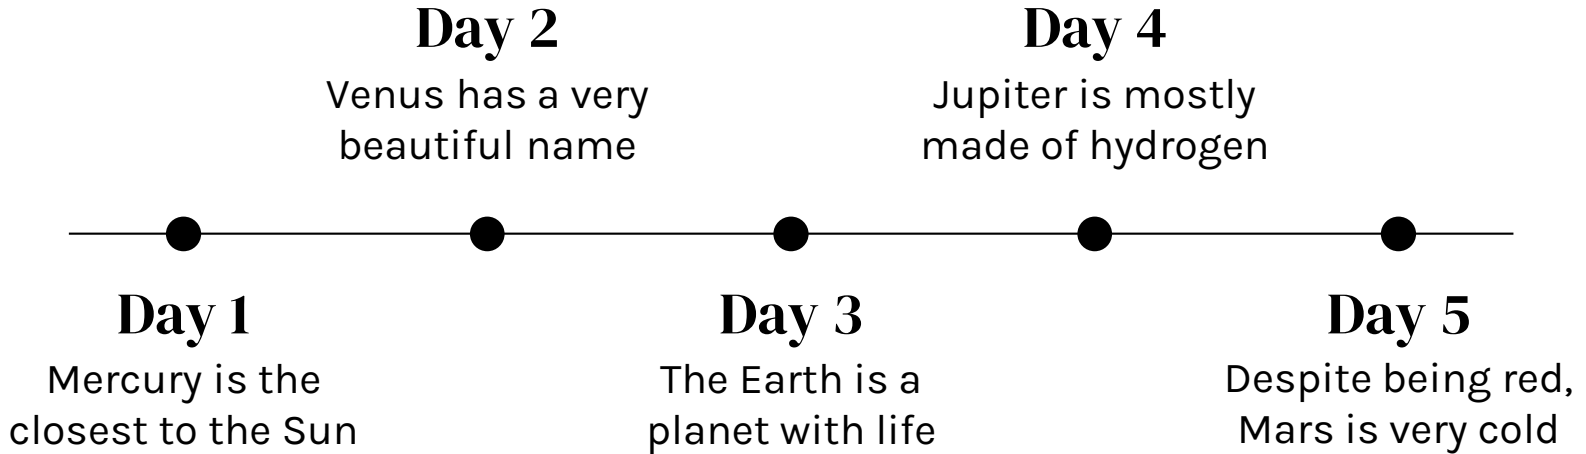 Day 1
Mercury is the
closest to the Sun
Day 2
Venus has a very
beautiful name
Day 3
The Earth is a
planet with life
Day 4
Jupiter is mostly
made of hydrogen
Day 5
Despite being red,
Mars is very cold